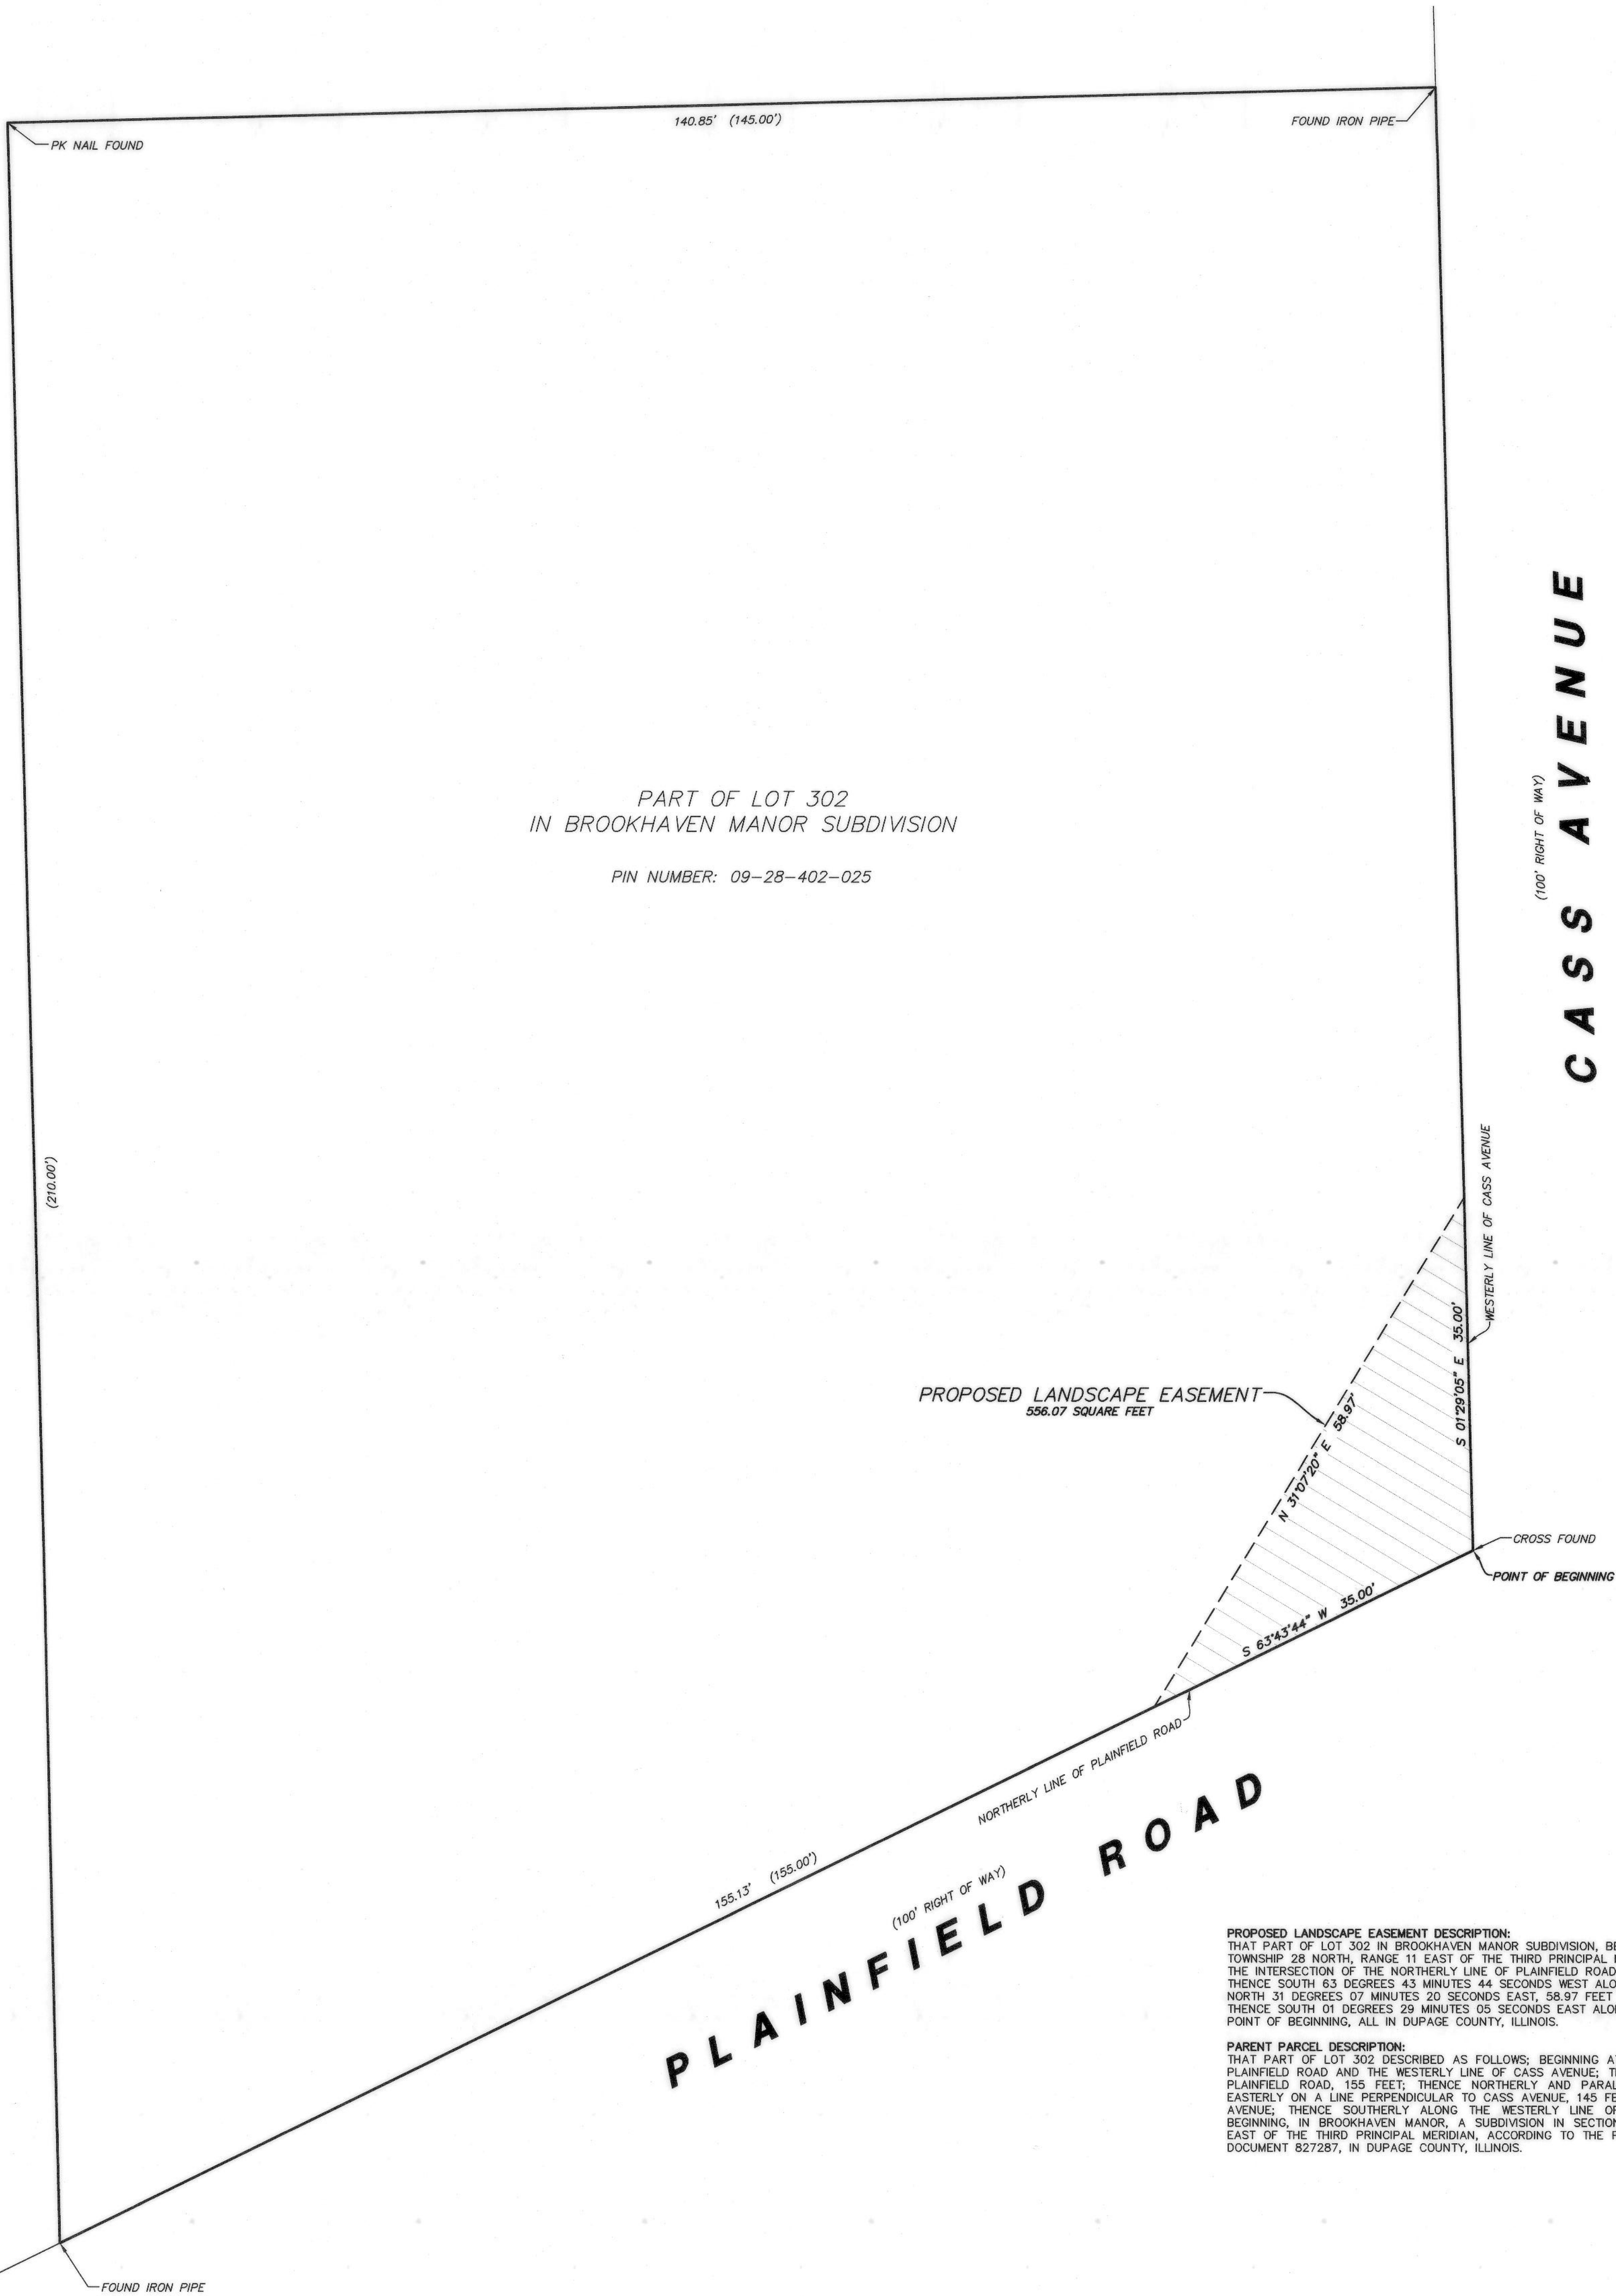 140.85' (145.00')
FOUND IRON PIPE
PK NAIL FOUND
PART OF LOT 302
IN BROOKHAVEN MANOR SUBDIVISION
PIN NUMBER: 09-28-402-025
(100' RIGHT OF WAY)
CASS AVENUE
(210.00')
WESTERLY LINE OF CASS AVENUE
S 01°29'05" E 35.00'
PROPOSED LANDSCAPE EASEMENT
556.07 SQUARE FEET
N 31°07'20" E 58.97'
CROSS FOUND
POINT OF BEGINNING
S 63°43'44" W 35.00'
NORTHERLY LINE OF PLAINFIELD ROAD
155.13' (155.00')
(100' RIGHT OF WAY)
PLAINFIELD ROAD
PROPOSED LANDSCAPE EASEMENT DESCRIPTION:
THAT PART OF LOT 302 IN BROOKHAVEN MANOR SUBDIVISION, BE
TOWNSHIP 28 NORTH, RANGE 11 EAST OF THE THIRD PRINCIPAL
THE INTERSECTION OF THE NORTHERLY LINE OF PLAINFIELD ROAD
THENCE SOUTH 63 DEGREES 43 MINUTES 44 SECONDS WEST ALO
NORTH 31 DEGREES 07 MINUTES 20 SECONDS EAST, 58.97 FEET
THENCE SOUTH 01 DEGREES 29 MINUTES 05 SECONDS EAST ALO
POINT OF BEGINNING, ALL IN DUPAGE COUNTY, ILLINOIS.
PARENT PARCEL DESCRIPTION:
THAT PART OF LOT 302 DESCRIBED AS FOLLOWS; BEGINNING A
PLAINFIELD ROAD AND THE WESTERLY LINE OF CASS AVENUE; T
PLAINFIELD ROAD, 155 FEET; THENCE NORTHERLY AND PARAL
EASTERLY ON A LINE PERPENDICULAR TO CASS AVENUE, 145 FE
AVENUE; THENCE SOUTHERLY ALONG THE WESTERLY LINE OF
BEGINNING, IN BROOKHAVEN MANOR, A SUBDIVISION IN SECTION
EAST OF THE THIRD PRINCIPAL MERIDIAN, ACCORDING TO THE
DOCUMENT 827287, IN DUPAGE COUNTY, ILLINOIS.
FOUND IRON PIPE